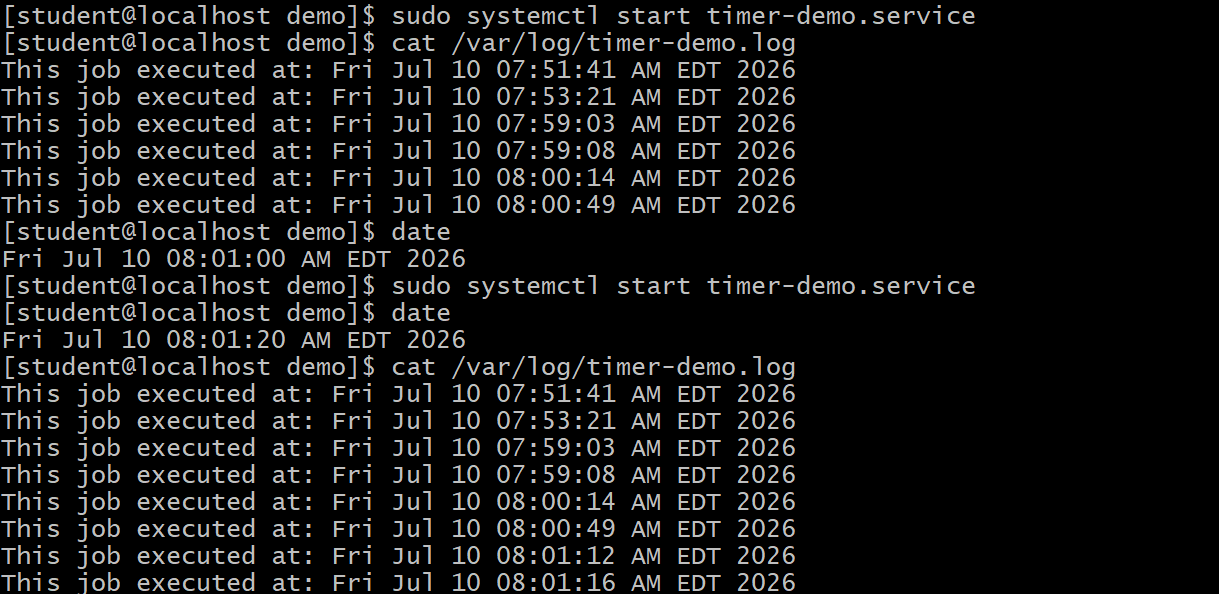 [student@localhost demo]$ sudo systemctl start timer-demo.service
[student@localhost demo]$ cat /var/log/timer-demo.log
This job executed at: Fri Jul 10 07:51:41 AM EDT 2026
This job executed at: Fri Jul 10 07:53:21 AM EDT 2026
This job executed at: Fri Jul 10 07:59:03 AM EDT 2026
This job executed at: Fri Jul 10 07:59:08 AM EDT 2026
This job executed at: Fri Jul 10 08:00:14 AM EDT 2026
This job executed at: Fri Jul 10 08:00:49 AM EDT 2026
[student@localhost demo]$ date
Fri Jul 10 08:01:00 AM EDT 2026
[student@localhost demo]$ sudo systemctl start timer-demo.service
[student@localhost demo]$ date
Fri Jul 10 08:01:20 AM EDT 2026
[student@localhost demo]$ cat /var/log/timer-demo.log
This job executed at: Fri Jul 10 07:51:41 AM EDT 2026
This job executed at: Fri Jul 10 07:53:21 AM EDT 2026
This job executed at: Fri Jul 10 07:59:03 AM EDT 2026
This job executed at: Fri Jul 10 07:59:08 AM EDT 2026
This job executed at: Fri Jul 10 08:00:14 AM EDT 2026
This job executed at: Fri Jul 10 08:00:49 AM EDT 2026
This job executed at: Fri Jul 10 08:01:12 AM EDT 2026
This job executed at: Fri Jul 10 08:01:16 AM EDT 2026